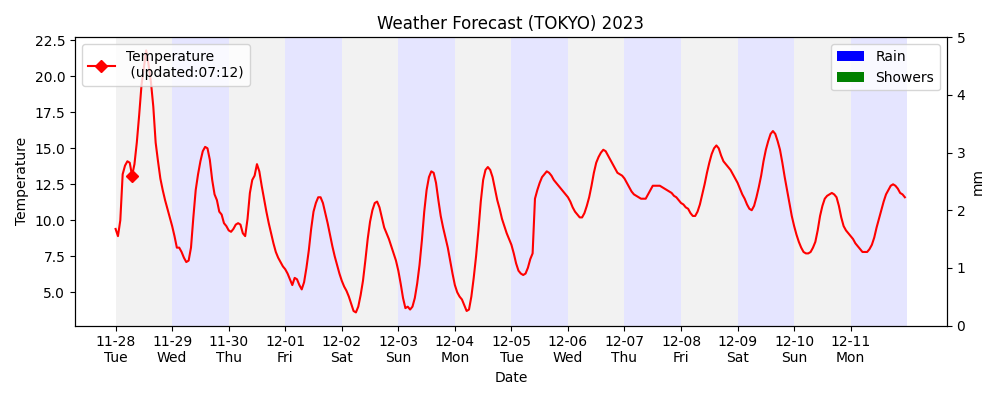 Weather Forecast (TOKYO) 2023
Temperature
(updated:07:12)
Rain
Showers
Temperature
22.5
20.0
17.5
15.0
12.5
10.0
7.5
5.0
5
4
3
2
1
0
mm
11-28 11-29 11-30 12-01 12-02 12-03 12-04 12-05 12-06 12-07 12-08 12-09 12-10 12-11
Tue Wed Thu Fri Sat Sun Mon Tue Wed Thu Fri Sat Sun Mon
Date